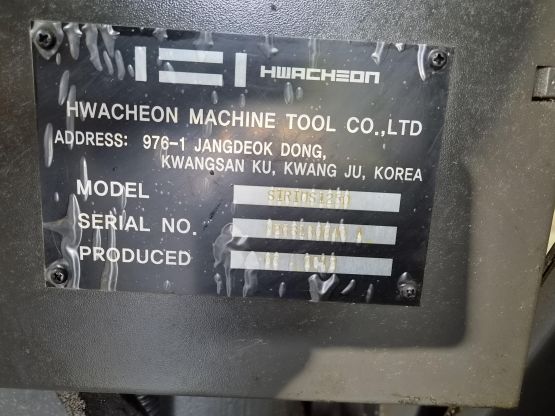 HWACHEON
HWACHEON MACHINE TOOL CO.,LTD
ADDRESS: 976-1 JANGDEOK DONG,
KWANGSAN KU, KWANG JU, KOREA
MODEL
SERIAL NO.
PRODUCED